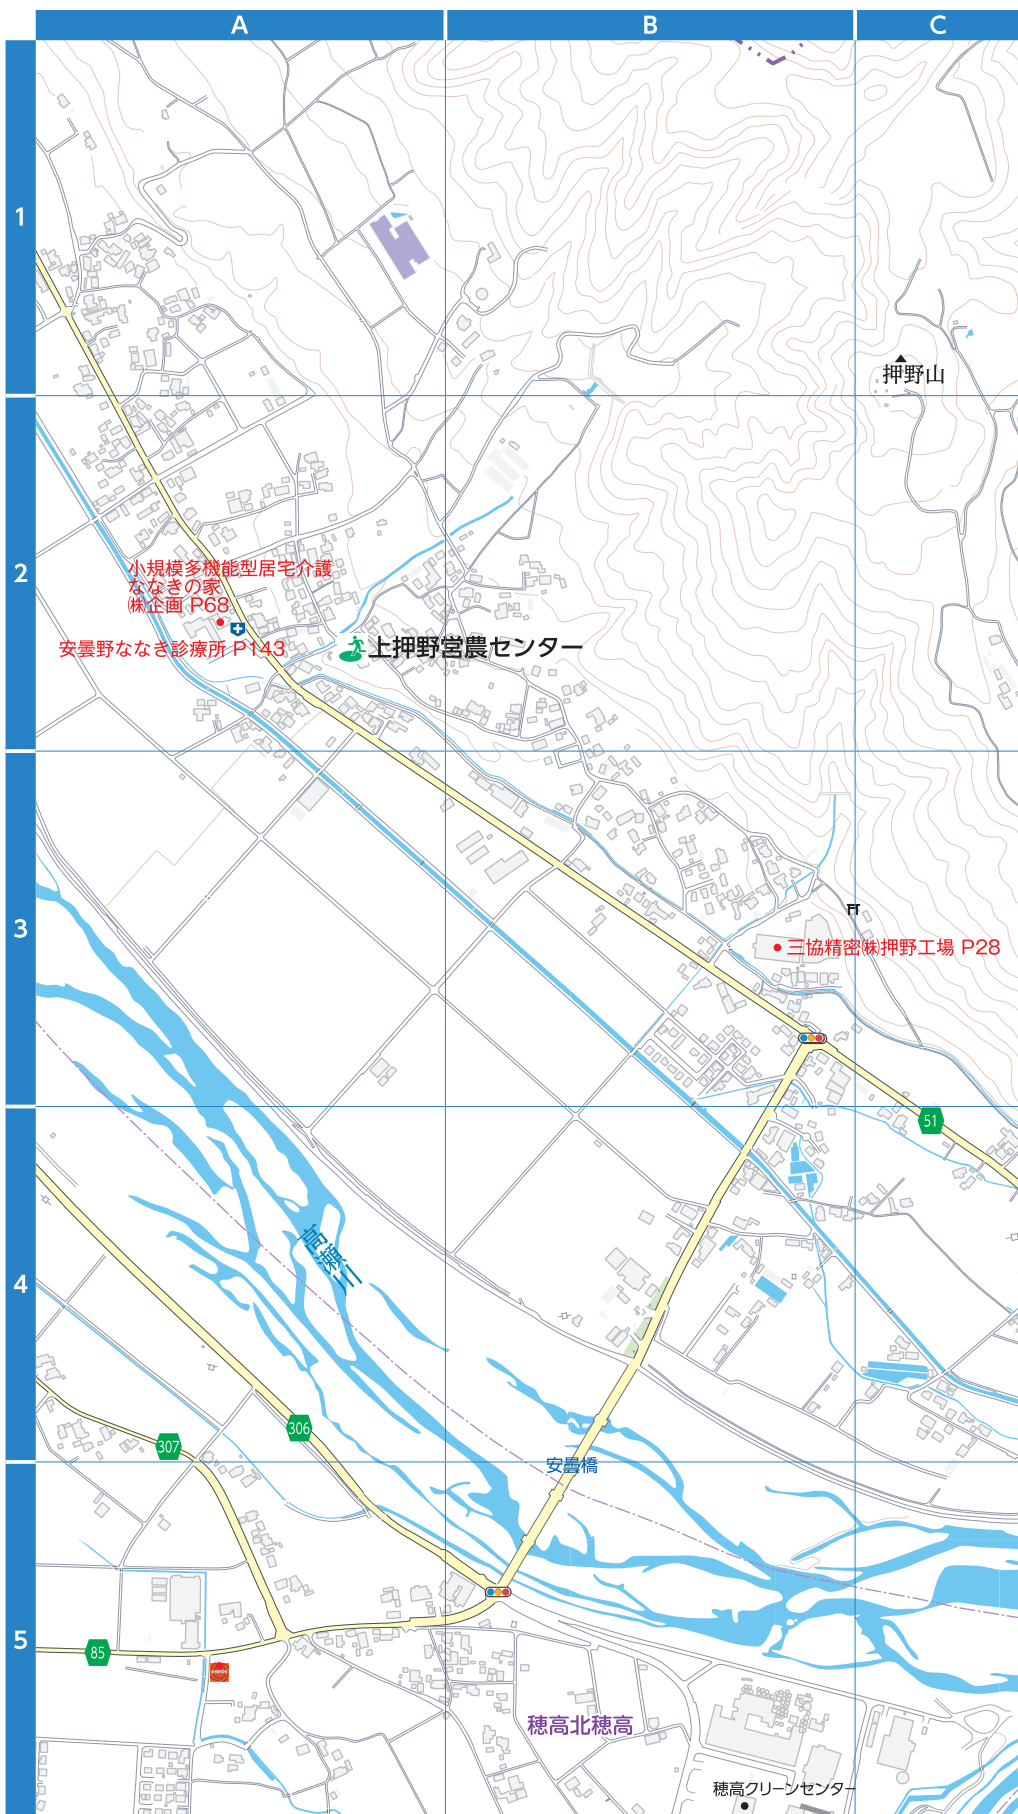 A
B
C
1
押野山
2
小規模多機能型居宅介護
ななきの家
㈱企画 P68
安曇野ななき診療所 P143
上押野営農センター
3
三協精密㈱押野工場 P28
51
高瀬川
4
306
307
安曇橋
5
85
ENEOS
穂高北穂高
穂高クリーンセンター